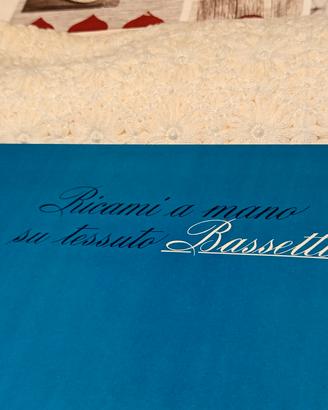 Ricami a mano
su tessuto Bassetti